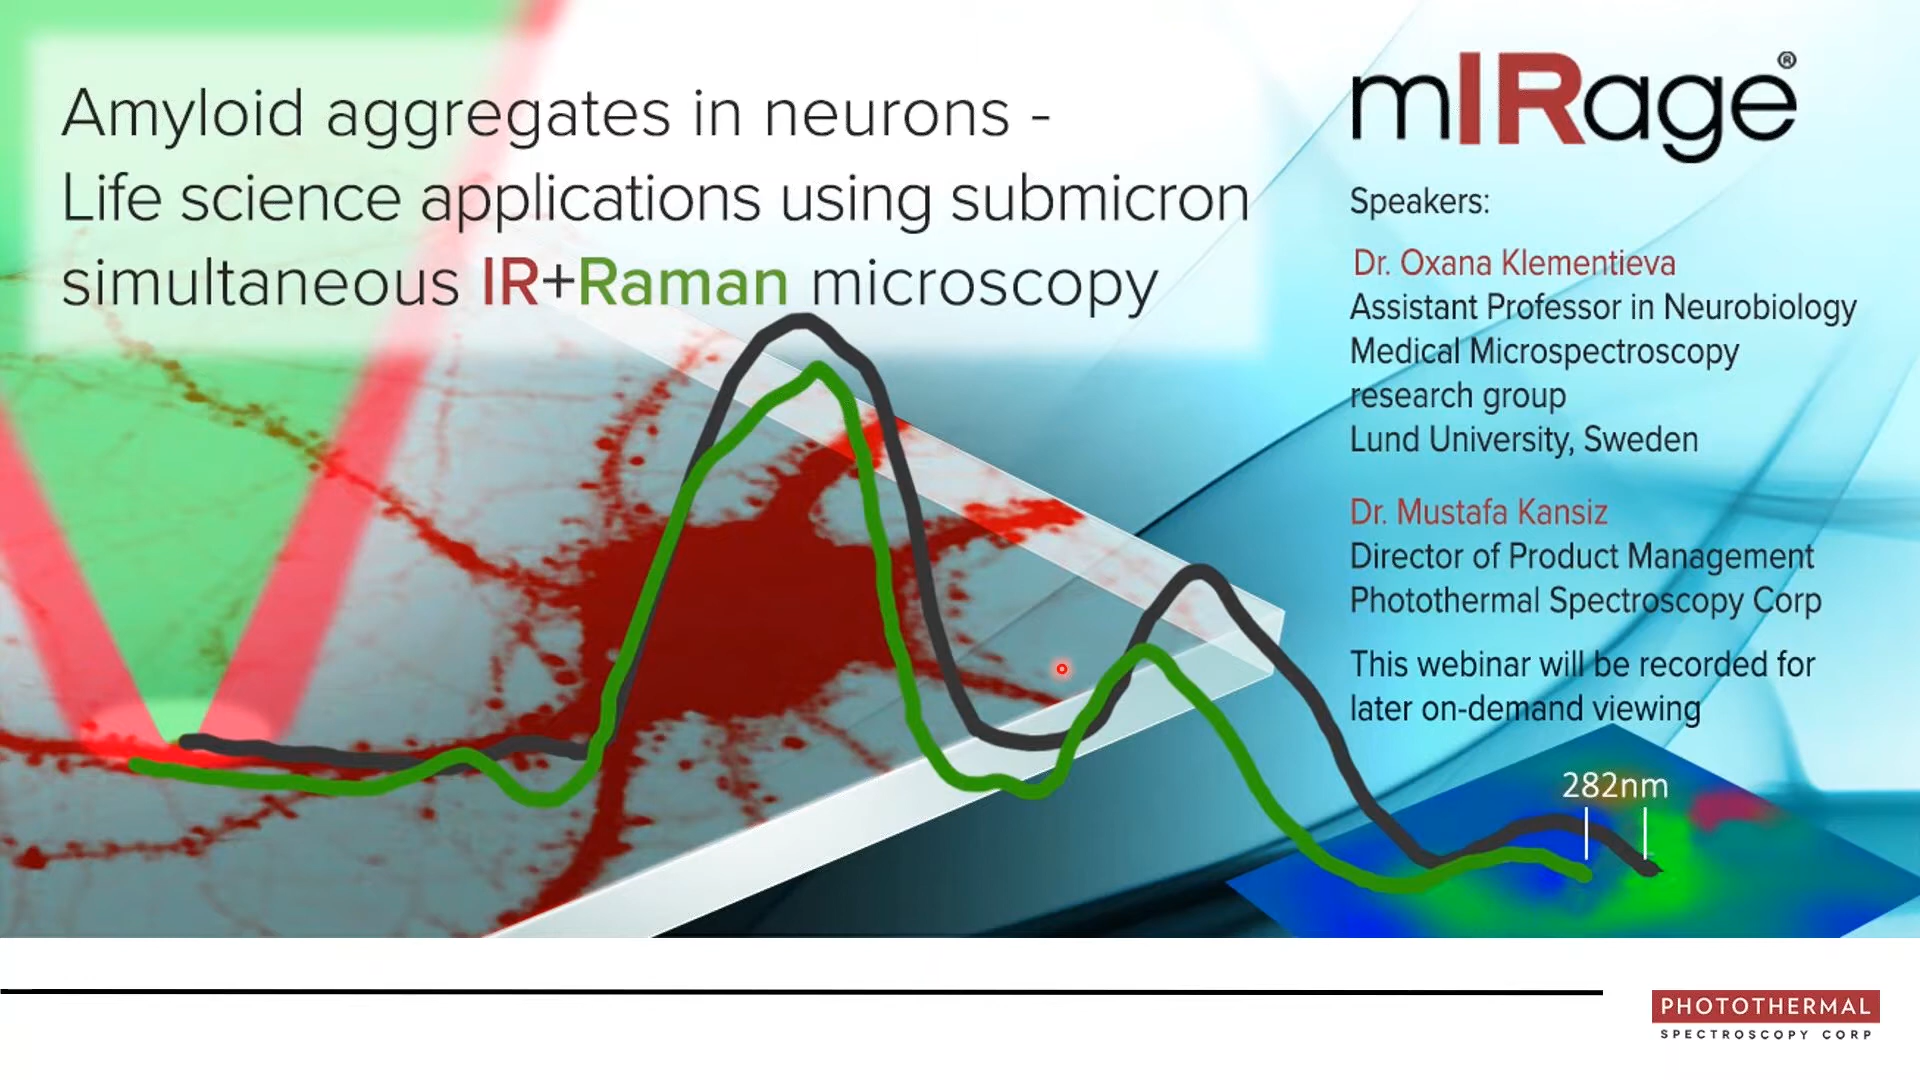 Amyloid aggregates in neurons -
Life science applications using submicron
simultaneous IR+Raman microscopy
mIRage®
Speakers:
Dr. Oxana Klementieva
Assistant Professor in Neurobiology
Medical Microspectroscopy
research group
Lund University, Sweden
Dr. Mustafa Kansiz
Director of Product Management
Photothermal Spectroscopy Corp
This webinar will be recorded for
later on-demand viewing
282nm
PHOTOTHERMAL
SPECTROSCOPY CORP